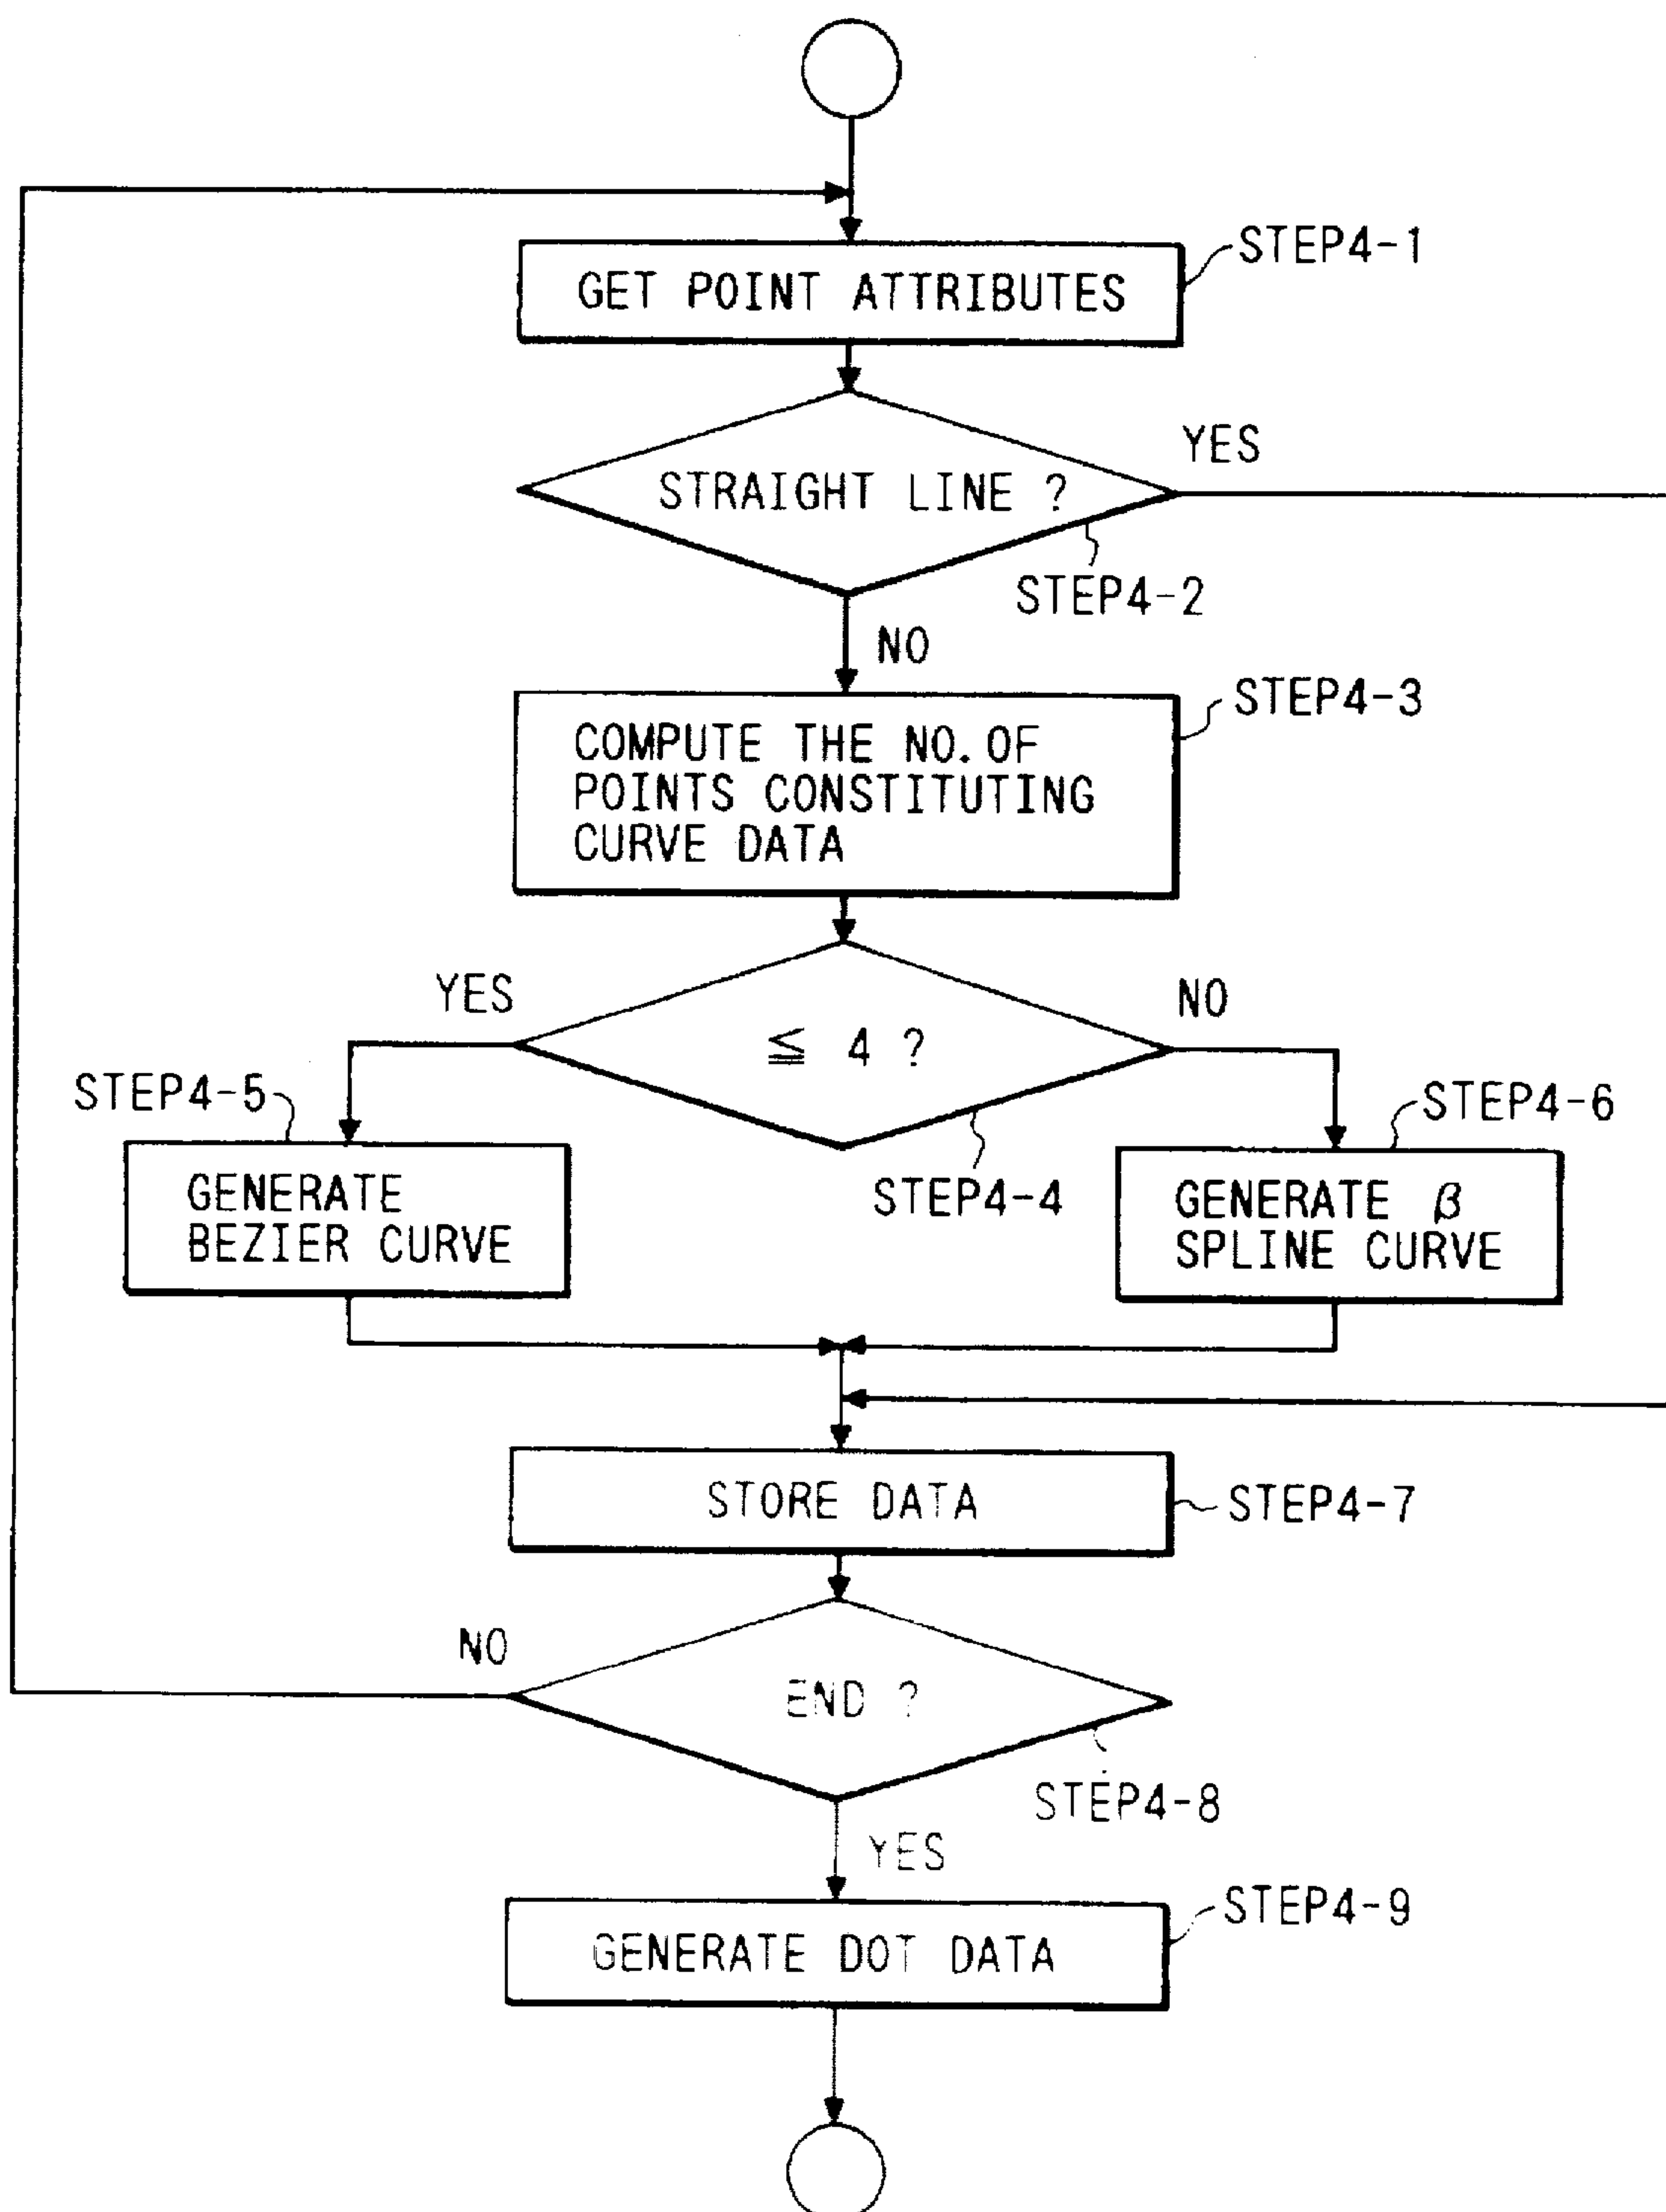 STEP4-1
GET POINT ATTRIBUTES
YES
STRAIGHT LINE ?
STEP4-2
NO
STEP4-3
COMPUTE THE NO. OF
POINTS CONSTITUTING
CURVE DATA
YES
NO
≦ 4 ?
STEP4-5
STEP4-6
STEP4-4
GENERATE
BEZIER CURVE
GENERATE β
SPLINE CURVE
STORE DATA
STEP4-7
NO
END ?
STEP4-8
YES
STEP4-9
GENERATE DOT DATA